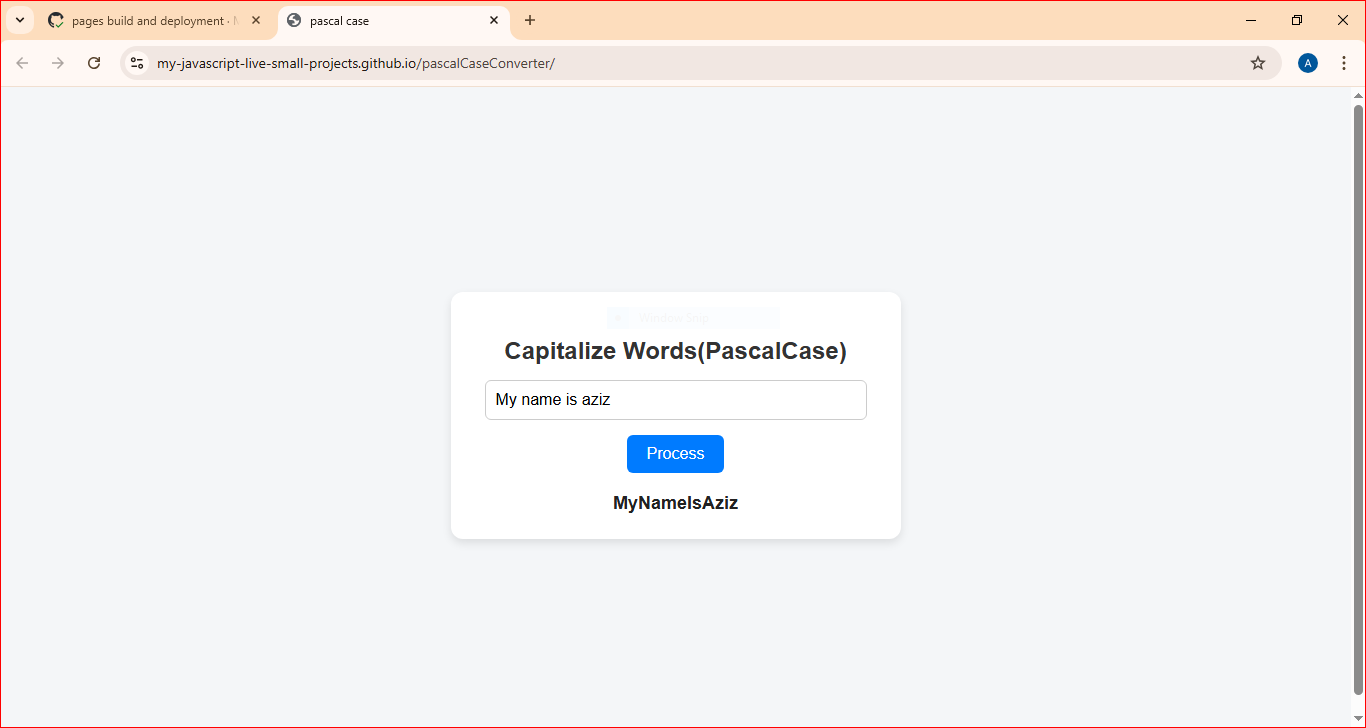 pages build and deployment ·
pascal case
my-javascript-live-small-projects.github.io/pascalCaseConverter/
A
Window Snip
Capitalize Words(PascalCase)
My name is aziz
Process
MyNameIsAziz